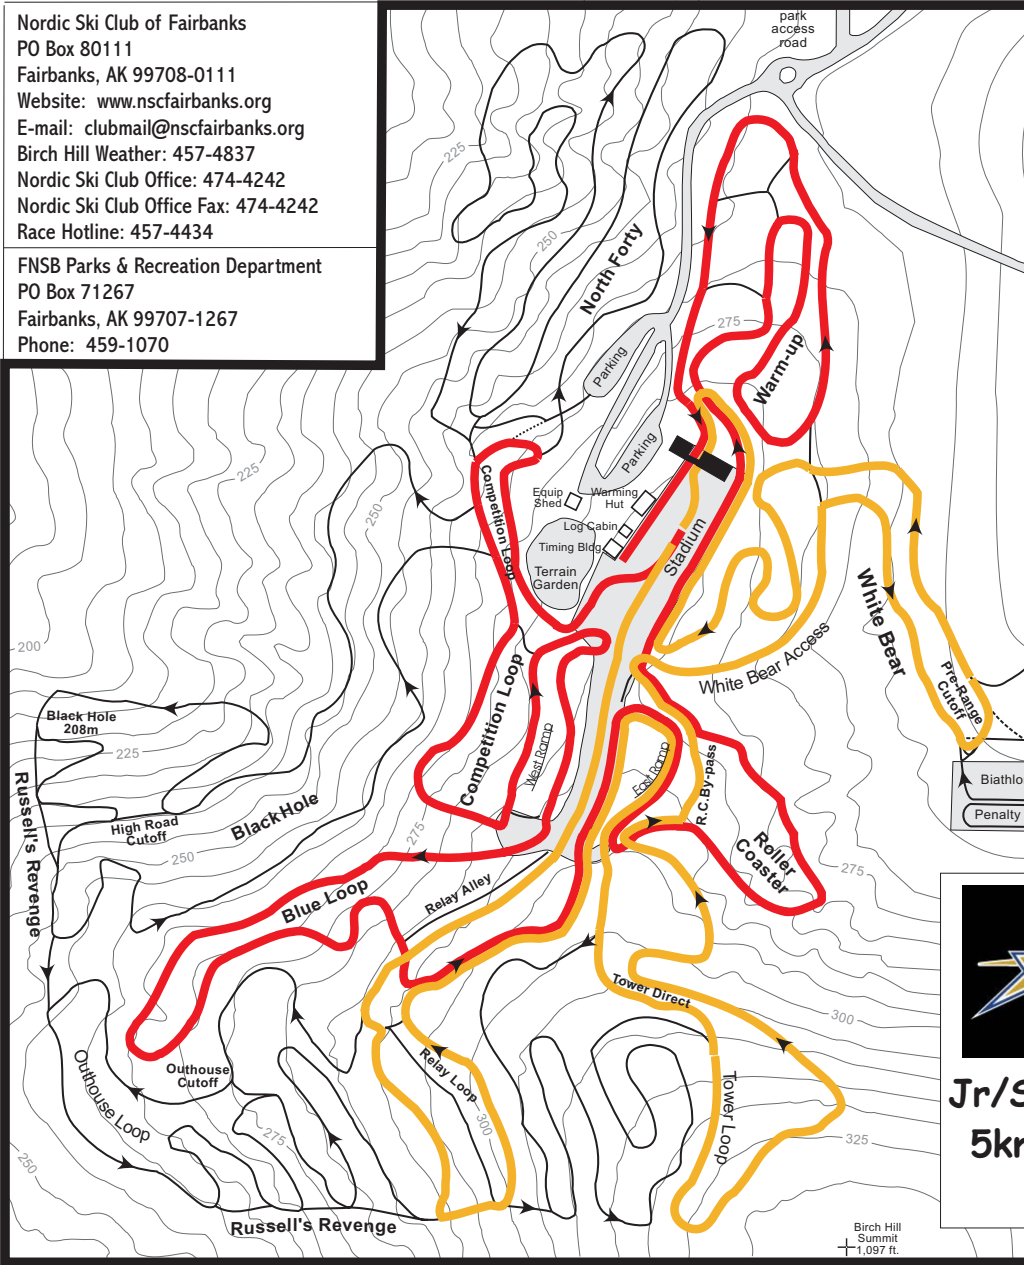 Nordic Ski Club of Fairbanks
PO Box 80111
Fairbanks, AK 99708-0111
Website: www.nscfairbanks.org
E-mail: clubmail@nscfairbanks.org
Birch Hill Weather: 457-4837
Nordic Ski Club Office: 474-4242
Nordic Ski Club Office Fax: 474-4242
Race Hotline: 457-4434
FNSB Parks & Recreation Department
PO Box 71267
Fairbanks, AK 99707-1267
Phone: 459-1070
park
access
road
225
250
North Forty
275
Warm-up
Parking
Parking
225
250
Competition Loop
Equip
Shed
Warming
Hut
Log Cabin
Timing Bldg
Terrain
Garden
Stadium
White Bear
200
White Bear Access
Pre-Range
Cutoff
Competition Loop
Black Hole
208m
225
West Ramp
East Ramp
R.C.By-pass
Biathlo
Penalty
Russell's Revenge
High Road
Cutoff
Black Hole
250
275
Roller
Coaster
275
Blue Loop
Relay Alley
Tower Direct
300
Outhouse
Cutoff
Relay Loop
Outhouse Loop
275
300
Tower Loop
325
250
Jr/S
5kr
Russell's Revenge
Birch Hill
Summit
1,097 ft.